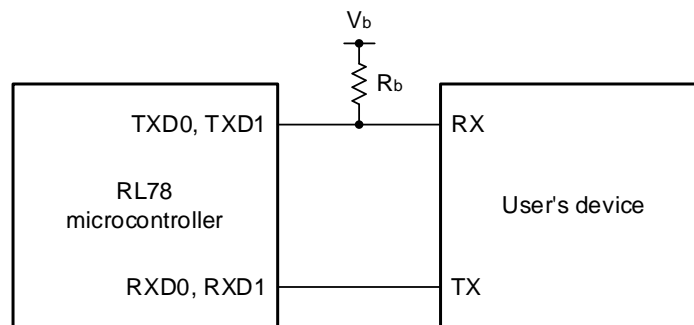 Vb
Rb
TXD0, TXD1
RX
RL78
microcontroller
User's device
RXD0, RXD1
TX